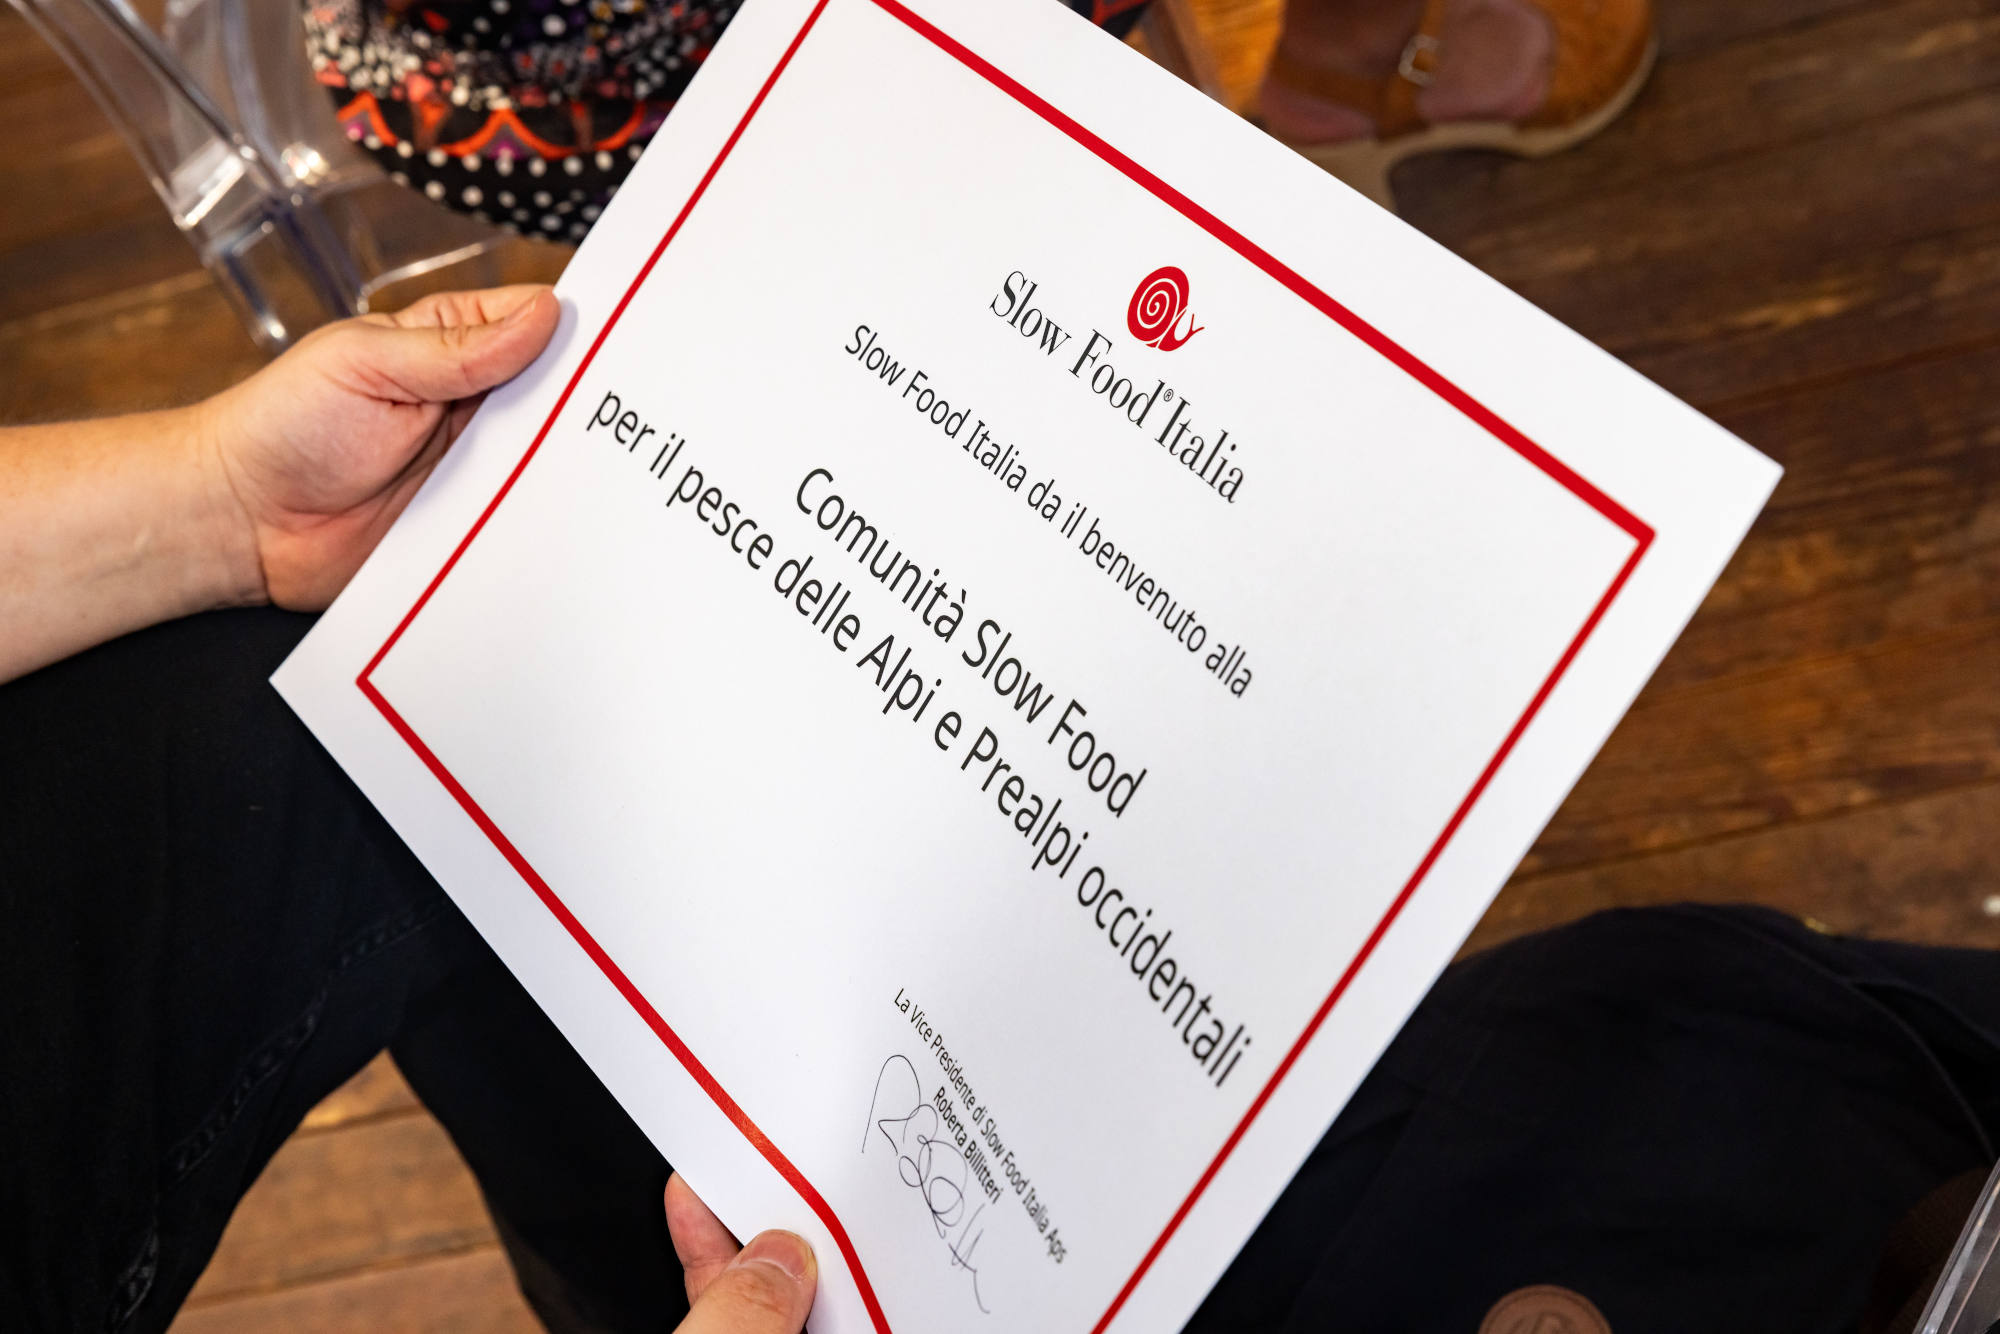 Slow Food® Italia
Slow Food Italia da il benvenuto alla
Comunità Slow Food
per il pesce delle Alpi e Prealpi occidentali
La Vice Presidente di Slow Food Italia Aps
Roberta Billitteri